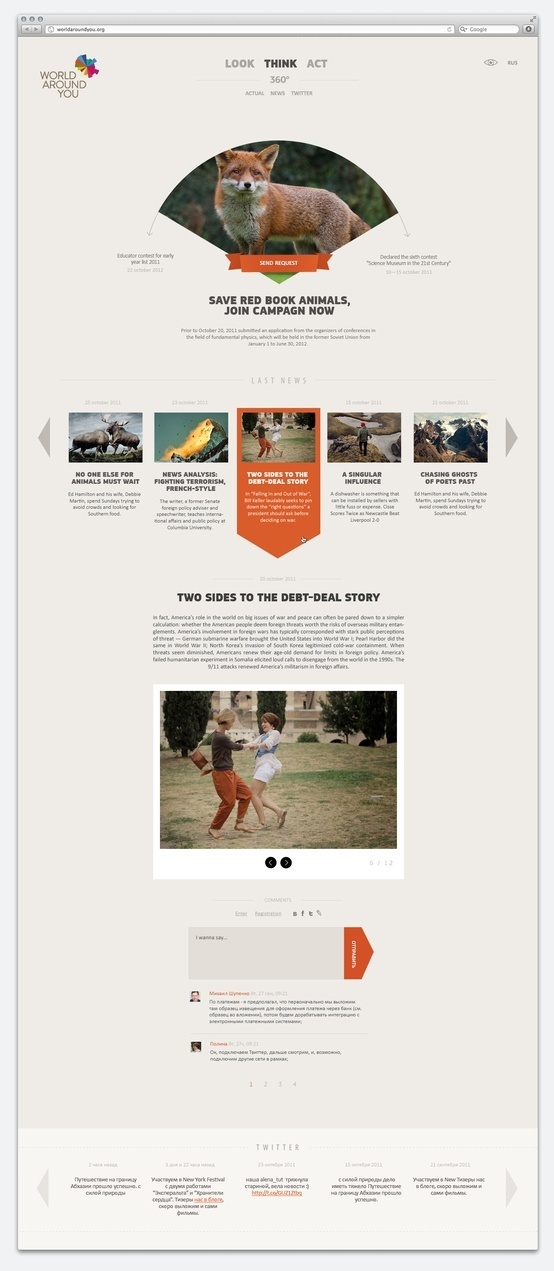 worldaroundyou.org
Google
WORLD
AROUND
YOU
LOOK THINK ACT
360°
ACTUAL NEWS TWITTER
RUS
Educator contest for early
year list 2011
22 october 2011
Declared the sixth contest
"Science Museum in the 21st Century"
10—15 october 2011
SEND REQUEST
SAVE RED BOOK ANIMALS,
JOIN CAMPAGN NOW
Prior to October 20, 2011 submitted an application from the organizers of conferences in
the field of fundamental physics, which will be held in the former Soviet Union from
January 1 to June 30, 2012.
LAST NEWS
25 october 2011
NO ONE ELSE FOR
ANIMALS MUST WAIT
Ed Hamilton and his wife, Debbie
Martin, spend Sundays trying to
avoid crowds and looking for
Southern food.
23 october 2011
NEWS ANALYSIS:
FIGHTING TERRORISM,
FRENCH-STYLE
The writer, a former Senate
foreign policy adviser and
speechwriter, teaches interna-
tional affairs and public policy at
Columbia University.
TWO SIDES TO THE
DEBT-DEAL STORY
In "Falling in and Out of War",
Bill Keller laudably seeks to pin
down the "right questions" a
president should ask before
deciding on war.
A SINGULAR
INFLUENCE
A dishwasher is something that
can be installed by sellers with
little fuss or expense. Close
Scores Twice as Newcastle Beat
Liverpool 2-0
21 october 2011
CHASING GHOSTS
OF POETS PAST
Ed Hamilton and his wife, Debbie
Martin, spend Sundays trying to
avoid crowds and looking for
Southern food.
10 october 2011
TWO SIDES TO THE DEBT-DEAL STORY
In fact, America's role in the world on big issues of war and peace can often be pared down to a simpler
calculation: whether the American people deem foreign threats worth the risks of overseas military entan-
glements. America's involvement in foreign wars has typically corresponded with stark public perceptions
of threat — German submarine warfare brought the United States into World War I; Pearl Harbor did the
same in World War II; North Korea's invasion of South Korea legitimized cold-war containment. When
threats seem diminished, Americans renew their age-old demand for limits in foreign policy. America's
failed humanitarian experiment in Somalia elicited loud calls to disengage from the world in the 1990s. The
9/11 attacks renewed America's militarism in foreign affairs.
6 / 12
COMMENTS
Enter Registration
I wanna say...
ОТПРАВИТЬ
Михаил Шупенко
По платежам - я предполагал, что первоначально мы выложим
там образец извещения для оформления платежа через банк (см.
образец во вложении), потом будем дорабатывать интеграцию с
электронными платежными системами;
Полина
Ок, подключаем Твиттер, дальше смотрим, и, возможно,
подключим другие сети в рамках;
1 2 3 4
TWITTER
2 часа назад
Путешествие на границу
Абхазии прошло успешно. с
силой природы
3 дня и 22 часа назад
Участвуем в New York Festival
с двумя работами
"Эксперальта" и "Хранители
сердца". Тизеры нас в блоге,
скоро выложим и сами
фильмы.
23 октября 2011
наша alena_tut тряхнула
стариной, вела новости :)
13 октября 2011
с силой природы дело
иметь тяжело Путешествие
на границу Абхазии прошло
успешно.
23 сентября 2011
Участвуем в New Тизеры нас
в блоге, скоро выложим и
сами фильмы.